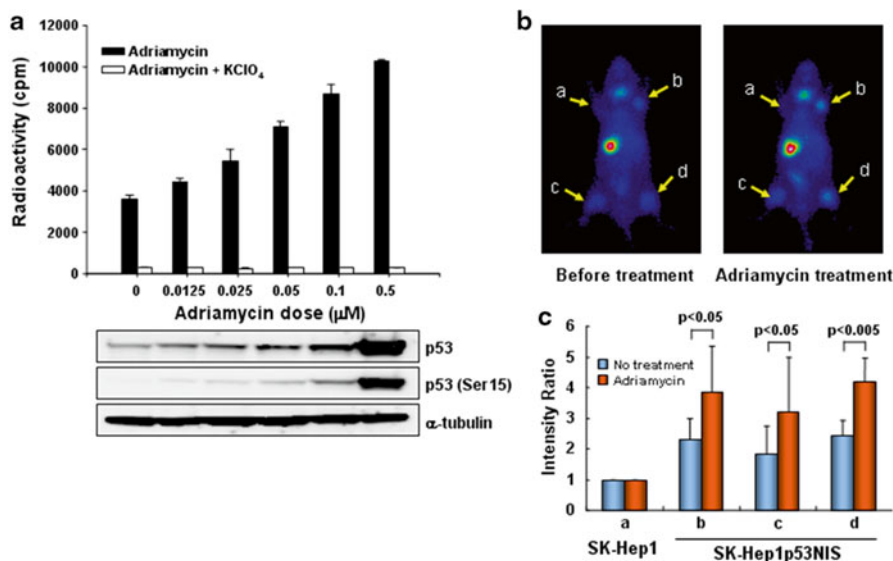 a
Adriamycin
Adriamycin + KClO₄
Radioactivity (cpm)
12000
10000
8000
6000
4000
2000
0
0 0.0125 0.025 0.05 0.1 0.5
Adriamycin dose (μM)
p53
p53 (Ser15)
α-tubulin
b
a b
c d
Before treatment
a b
c d
Adriamycin treatment
c
p<0.05 p<0.05 p<0.005
No treatment
Adriamycin
Intensity Ratio
6
5
4
3
2
1
0
a b c d
SK-Hep1 SK-Hep1p53NIS